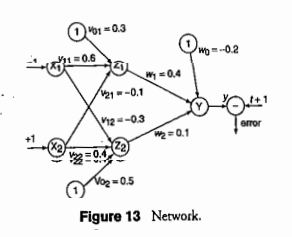 1
v01 = 0.3
1
w0 = −0.2
X1
v11 = 0.6
Z1
w1 = 0.4
v21 = −0.1
Y
y
−
t + 1
error
v12 = −0.3
w2 = 0.1
+1
X2
v22 = 0.4
Z2
1
Vo2 = 0.5
Figure 13 Network.